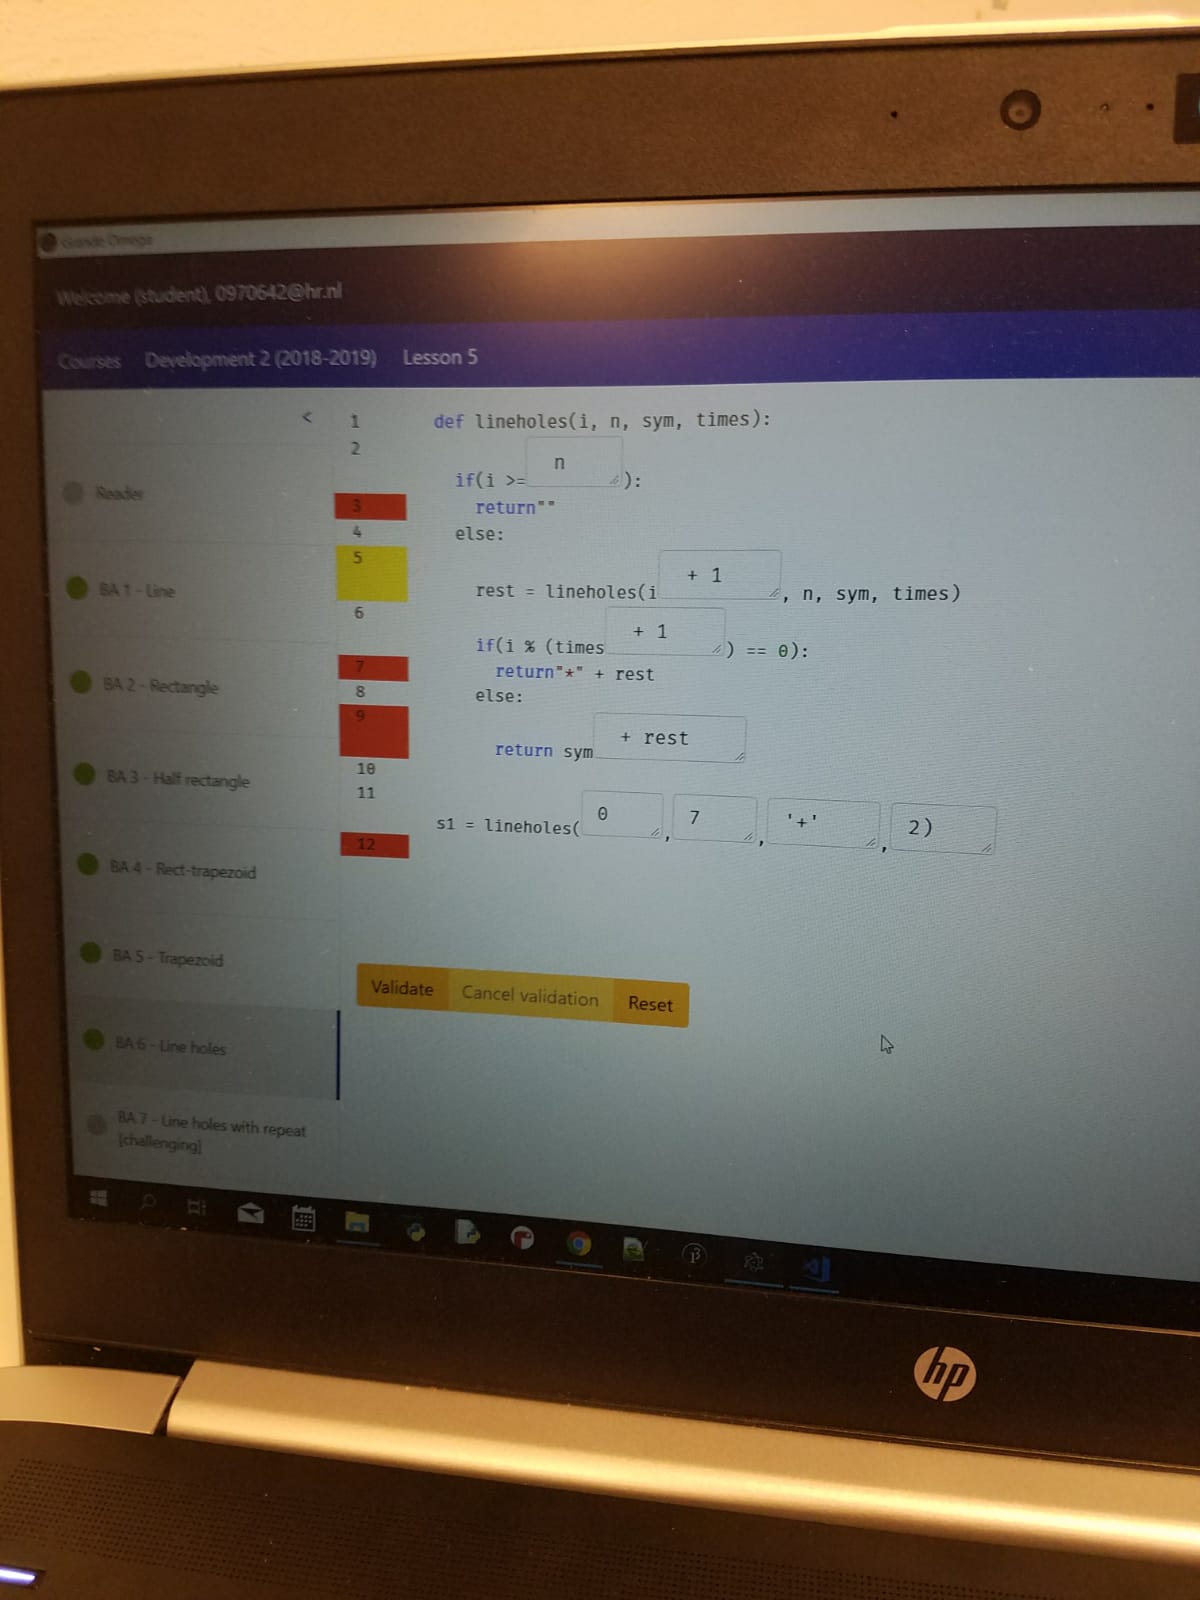 Grande Omega
Welcome (student), 0970642@hr.nl
Courses Development 2 (2018-2019) Lesson 5
<
Reader
BA 1 - Line
BA 2 - Rectangle
BA 3 - Half rectangle
BA 4 - Rect-trapezoid
BA 5 - Trapezoid
BA 6 - Line holes
BA 7 - Line holes with repeat
[challenging]
1 def lineholes(i, n, sym, times):
2 if(i >= n ):
3 return""
4 else:
5 rest = lineholes(i + 1 , n, sym, times)
6 if(i % (times + 1 ) == 0):
7 return"*" + rest
8 else:
9 return sym + rest
10
11 s1 = lineholes( 0 , 7 , '+' , 2)
12
Validate Cancel validation Reset
hp